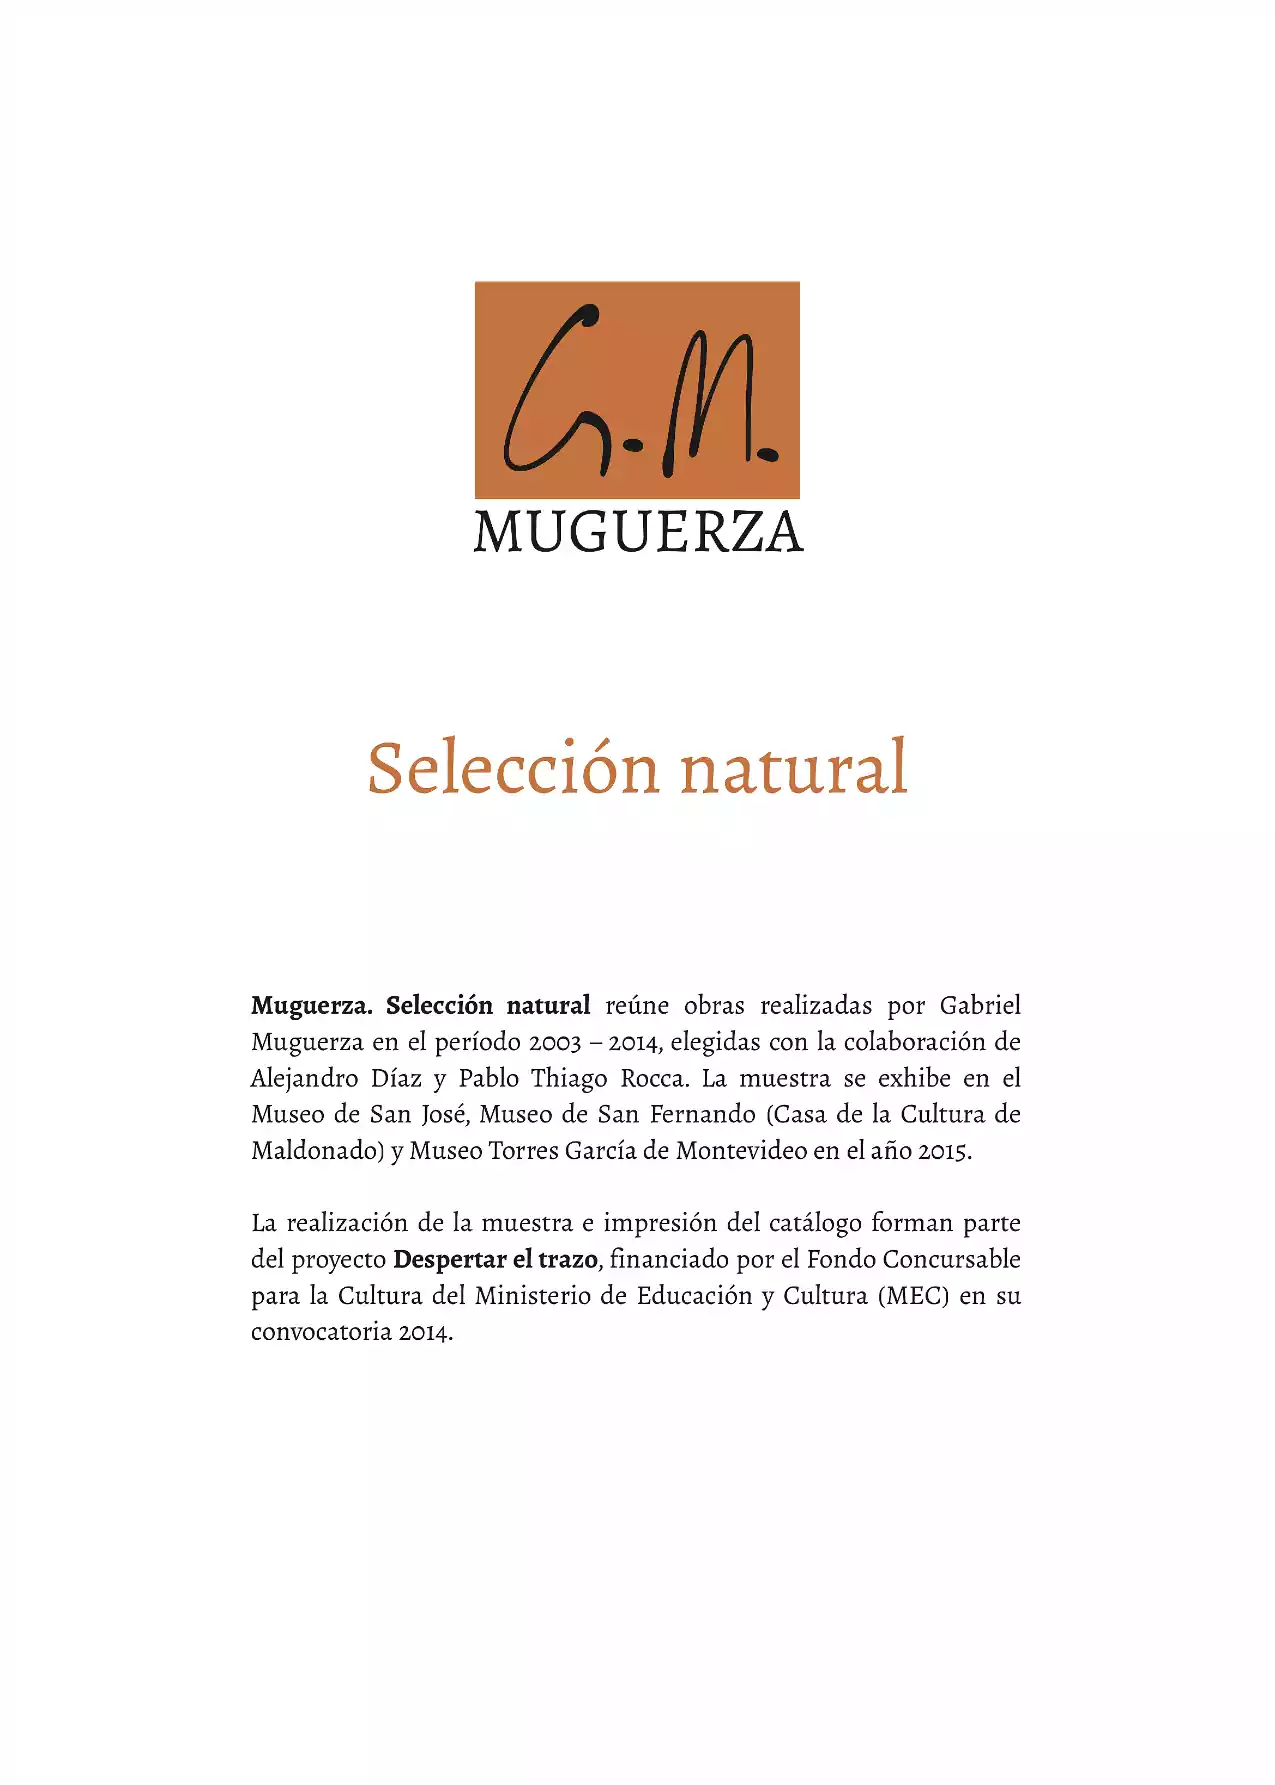 G.M.
MUGUERZA
Selección natural
Muguerza. Selección natural reúne obras realizadas por Gabriel
Muguerza en el período 2003 – 2014, elegidas con la colaboración de
Alejandro Díaz y Pablo Thiago Rocca. La muestra se exhibe en el
Museo de San José, Museo de San Fernando (Casa de la Cultura de
Maldonado) y Museo Torres García de Montevideo en el año 2015.
La realización de la muestra e impresión del catálogo forman parte
del proyecto Despertar el trazo, financiado por el Fondo Concursable
para la Cultura del Ministerio de Educación y Cultura (MEC) en su
convocatoria 2014.